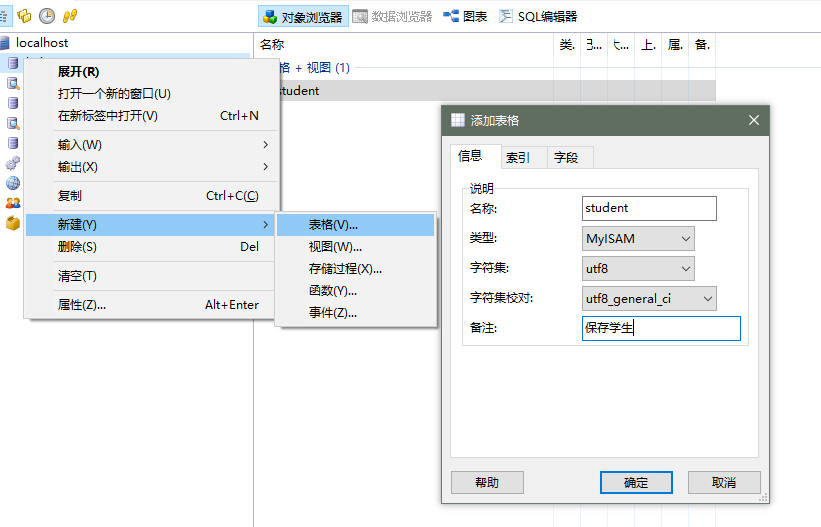 对象浏览器 数据浏览器 图表 SQL编辑器
localhost
名称 类. 上. 属. 备.
格 + 视图 (1)
student
展开(R)
打开一个新的窗口(U)
在新标签中打开(V) Ctrl+N
输入(W)
输出(X)
复制 Ctrl+C(C)
新建(Y)
删除(S) Del
清空(T)
属性(Z)... Alt+Enter
表格(V)...
视图(W)...
存储过程(X)...
函数(Y)...
事件(Z)...
添加表格
信息 索引 字段
说明
名称: student
类型: MyISAM
字符集: utf8
字符集校对: utf8_general_ci
备注: 保存学生
帮助 确定 取消